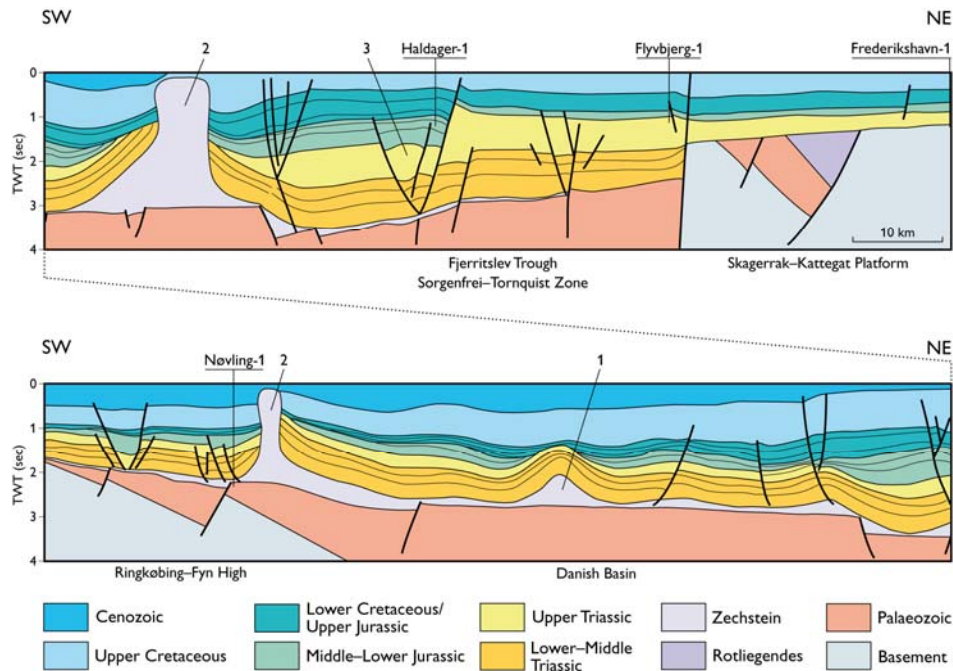 SW
NE
2
3
Haldager-1
Flyvbjerg-1
Frederikshavn-1
0
1
2
3
4
TWT (sec)
10 km
Fjerritslev Trough
Sorgenfrei–Tornquist Zone
Skagerrak–Kattegat Platform
SW
NE
Nøvling-1
2
1
0
1
2
3
4
TWT (sec)
Ringkøbing–Fyn High
Danish Basin
Cenozoic
Lower Cretaceous/
Upper Jurassic
Upper Triassic
Zechstein
Palaeozoic
Upper Cretaceous
Middle–Lower Jurassic
Lower–Middle
Triassic
Rotliegendes
Basement